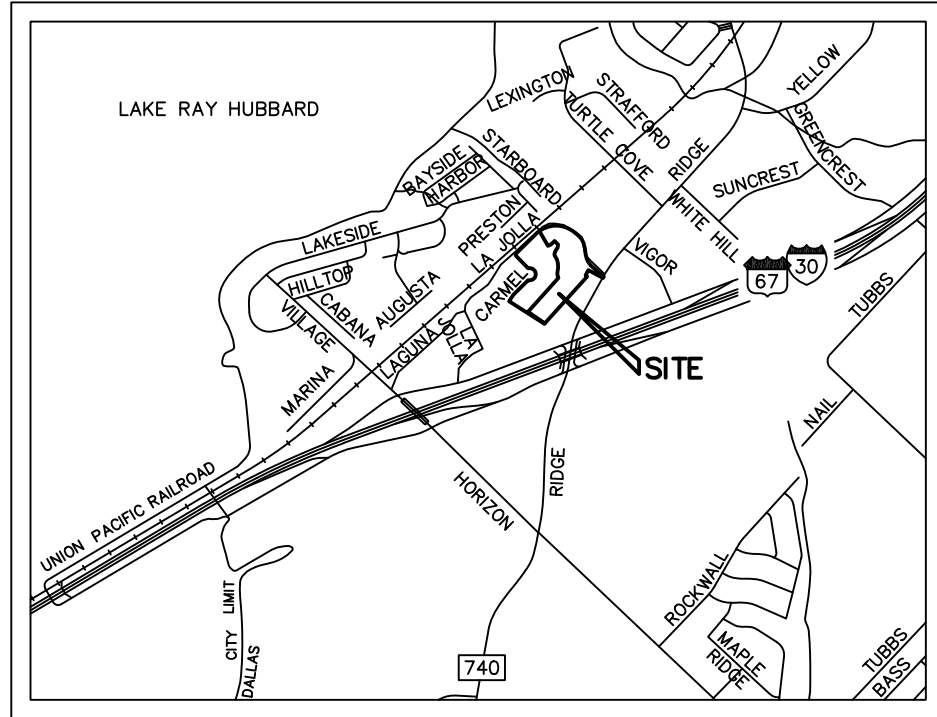 LAKE RAY HUBBARD
YELLOW
LEXINGTON
STRAFFORD
TURTLE COVE
GREENCREST
STARBOARD
BAYSIDE
HARBOR
RIDGE
SUNCREST
WHITE HILL
PRESTON
LA JOLLA
LAKESIDE
VIGOR
67
30
HILLTOP
CABANA
AUGUSTA
CARMEL
VILLAGE
LAGUNA
LA
JOLLA
TUBBS
SITE
MARINA
NAIL
UNION PACIFIC RAILROAD
HORIZON
RIDGE
ROCKWALL
CITY LIMIT
DALLAS
740
MAPLE
RIDGE
TUBBS
BASS